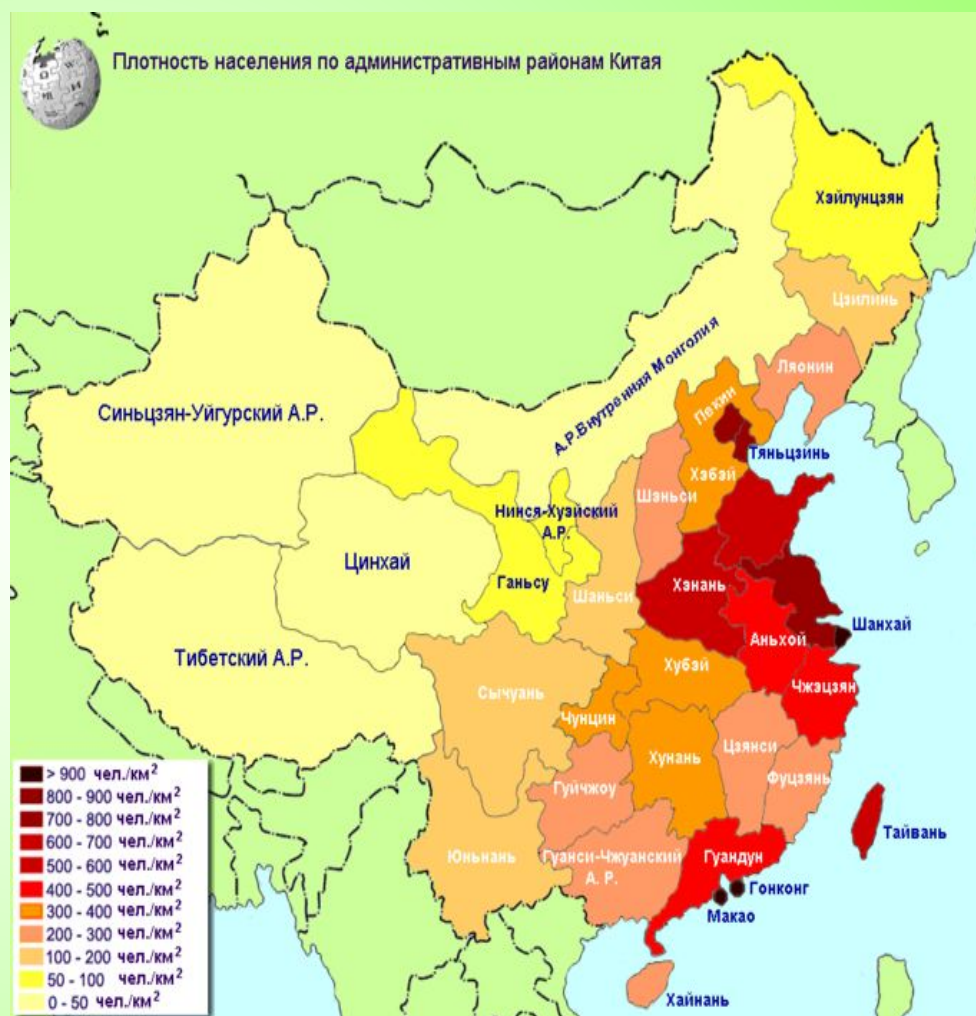 Плотность населения по административным районам Китая
Хэйлунцзян
Цзилинь
Ляонин
А.Р.Внутренняя Монголия
Синьцзян-Уйгурский А.Р.
Пекин
Тяньцзинь
Хэбэй
Шэньси
Нинся-Хуэйский
А.Р.
Цинхай
Ганьсу
Шаньси
Хэнань
Шанхай
Аньхой
Тибетский А.Р.
Хубэй
Чжэцзян
Сычуань
Чунцин
Цзянси
Хунань
Гуйчжоу
Фуцзянь
Тайвань
Юньнань
Гуанси-Чжуанский
А. Р.
Гуандун
Гонконг
Макао
Хайнань
> 900 чел./км²
800 - 900 чел./км²
700 - 800 чел./км²
600 - 700 чел./км²
500 - 600 чел./км²
400 - 500 чел./км²
300 - 400 чел./км²
200 - 300 чел./км²
100 - 200 чел./км²
50 - 100 чел./км²
0 - 50 чел./км²